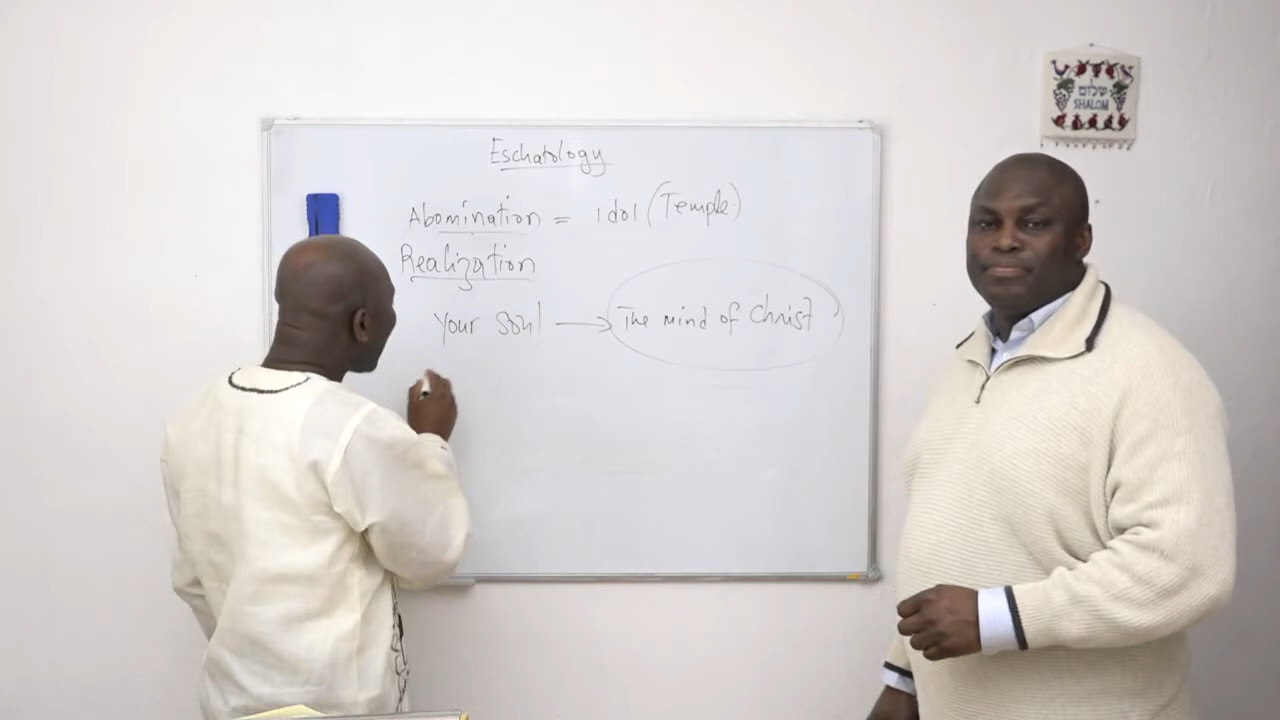 Eschatology
Abomination = Idol (Temple.)
Realization
Your soul → The mind of Christ
שלום
SHALOM